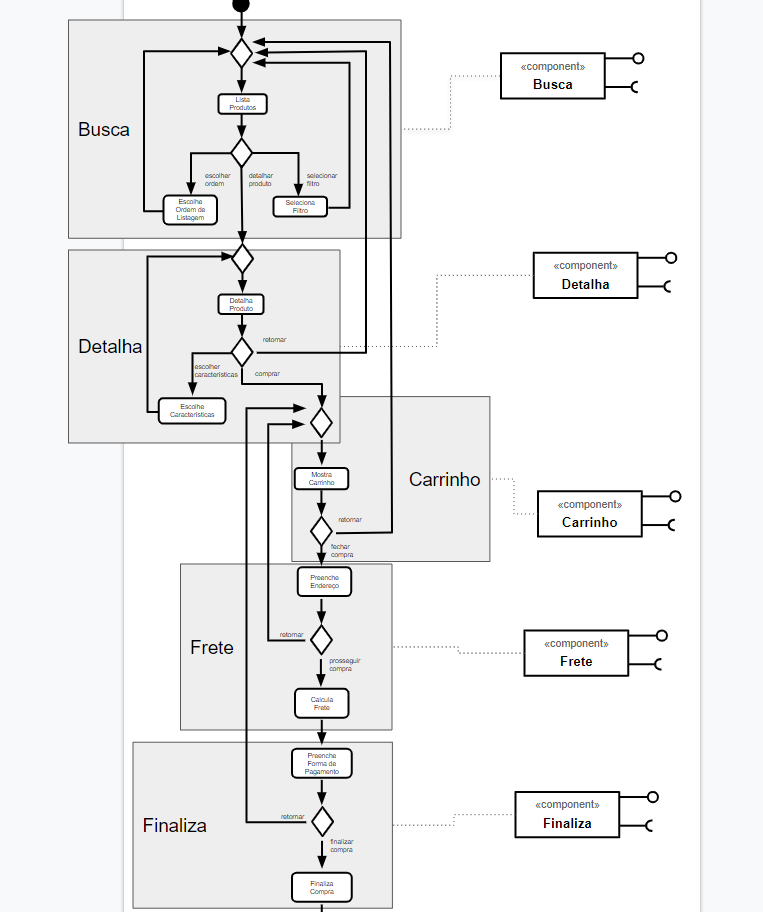 «component»
Busca
Lista
Produtos
Busca
escolher
ordem
detalhar
produto
selecionar
filtro
Escolhe
Ordem de
Listagem
Seleciona
Filtro
«component»
Detalha
Detalha
Produto
retornar
Detalha
escolher
características
comprar
Escolhe
Características
Mostra
Carrinho
Carrinho
«component»
Carrinho
retornar
fechar
compra
Preenche
Endereço
retornar
Frete
«component»
Frete
prosseguir
compra
Calcula
Frete
Preenche
Forma de
Pagamento
«component»
Finaliza
retornar
Finaliza
finalizar
compra
Finaliza
Compra